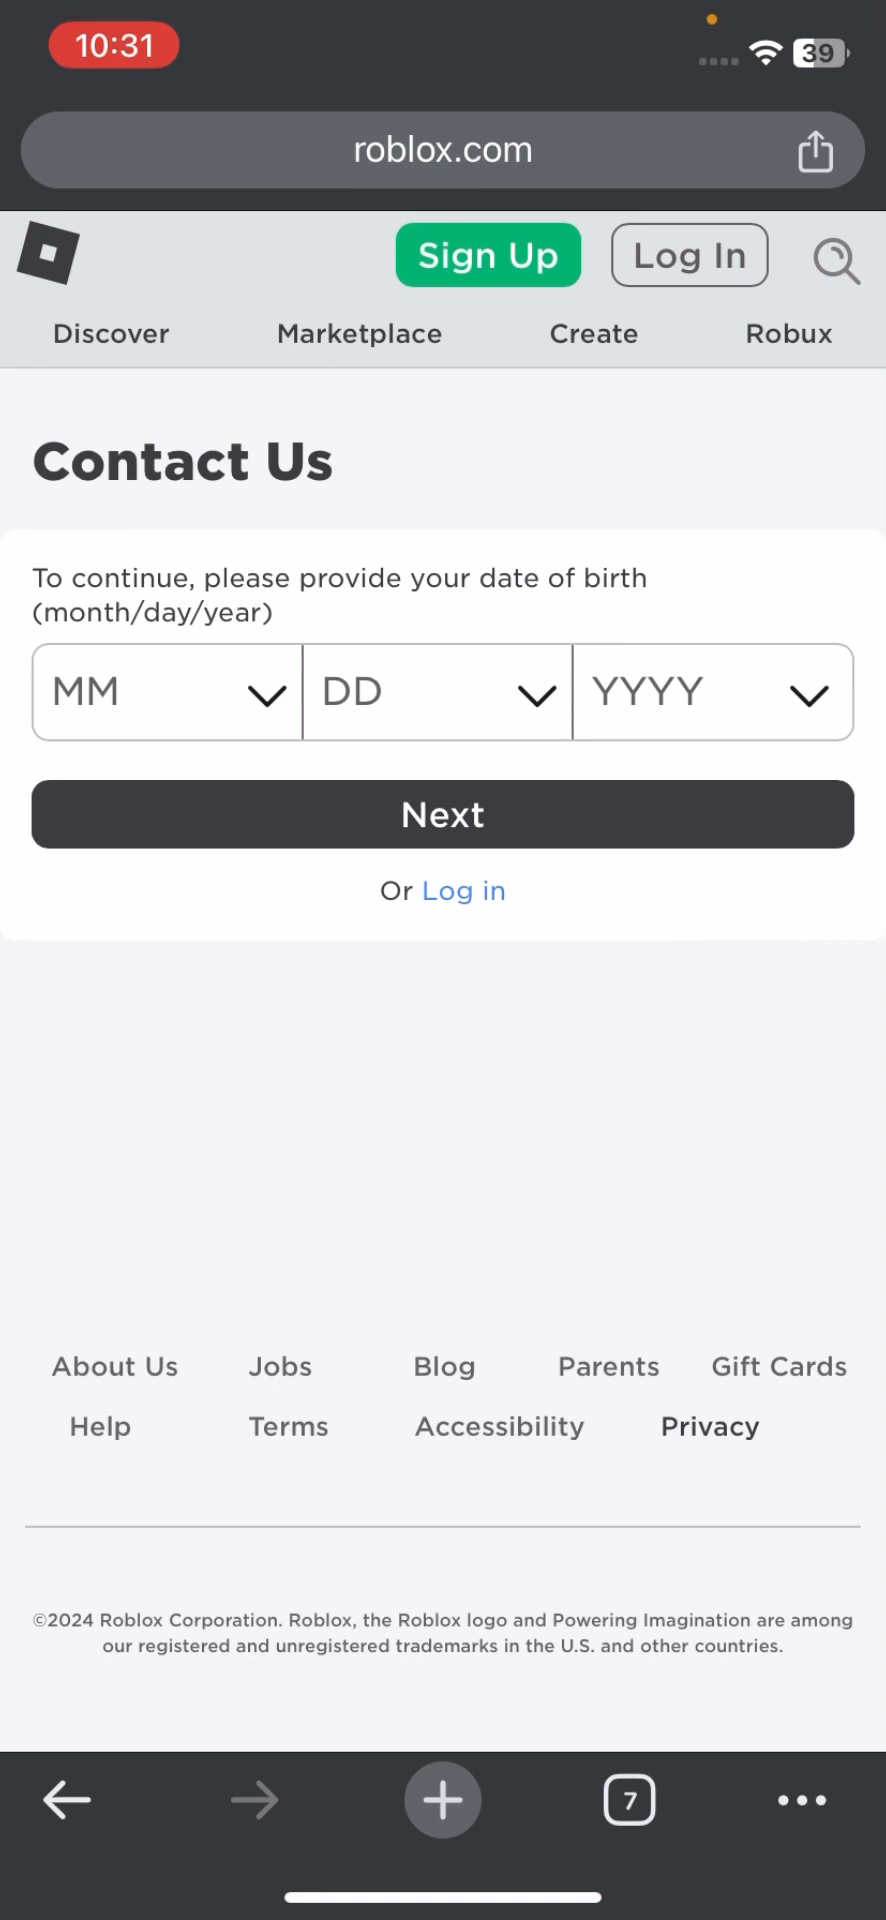 10:31
39
roblox.com
Sign Up
Log In
Discover
Marketplace
Create
Robux
Contact Us
To continue, please provide your date of birth
(month/day/year)
MM
DD
YYYY
Next
Or Log in
About Us
Jobs
Blog
Parents
Gift Cards
Help
Terms
Accessibility
Privacy
©2024 Roblox Corporation. Roblox, the Roblox logo and Powering Imagination are among
our registered and unregistered trademarks in the U.S. and other countries.
7